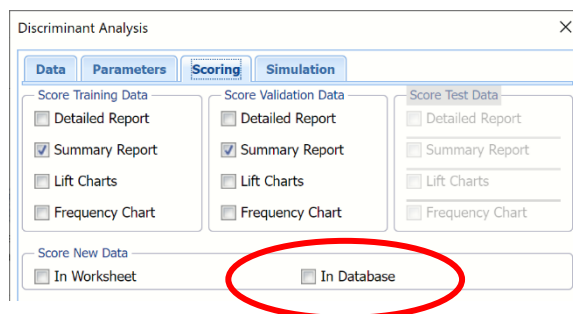 Discriminant Analysis
Data Parameters Scoring Simulation
Score Training Data
Detailed Report
Summary Report
Lift Charts
Frequency Chart
Score Validation Data
Detailed Report
Summary Report
Lift Charts
Frequency Chart
Score Test Data
Detailed Report
Summary Report
Lift Charts
Frequency Chart
Score New Data
In Worksheet In Database